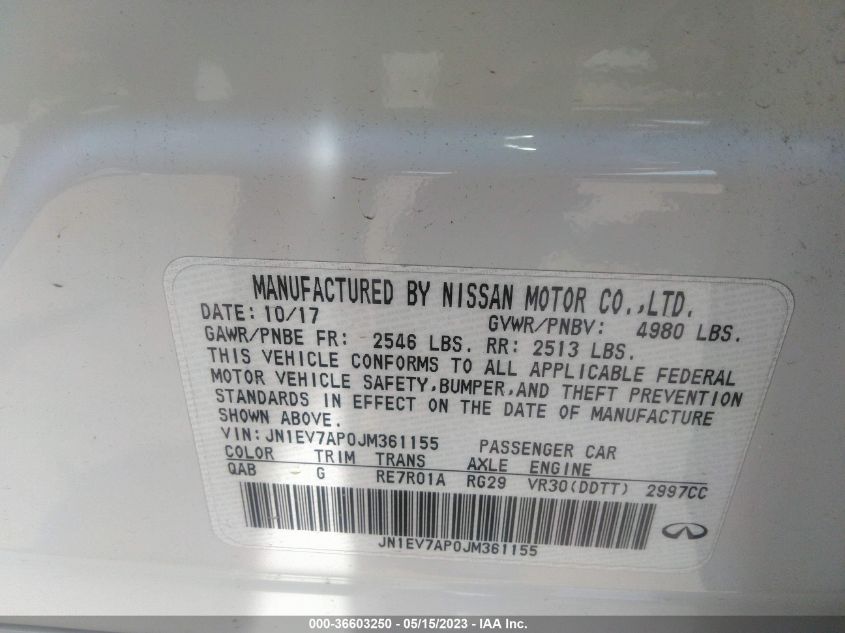 MANUFACTURED BY NISSAN MOTOR CO.,LTD.
DATE: 10/17 GVWR/PNBV: 4980 LBS.
GAWR/PNBE FR: 2546 LBS. RR: 2513 LBS.
THIS VEHICLE CONFORMS TO ALL APPLICABLE FEDERAL
MOTOR VEHICLE SAFETY,BUMPER,AND THEFT PREVENTION
STANDARDS IN EFFECT ON THE DATE OF MANUFACTURE
SHOWN ABOVE.
VIN:JN1EV7AP0JM361155 PASSENGER CAR
COLOR TRIM TRANS AXLE ENGINE
QAB G RE7R01A RG29 VR30(DDTT) 2997CC
JN1EV7AP0JM361155
000-36603250 - 05/15/2023 - IAA Inc.